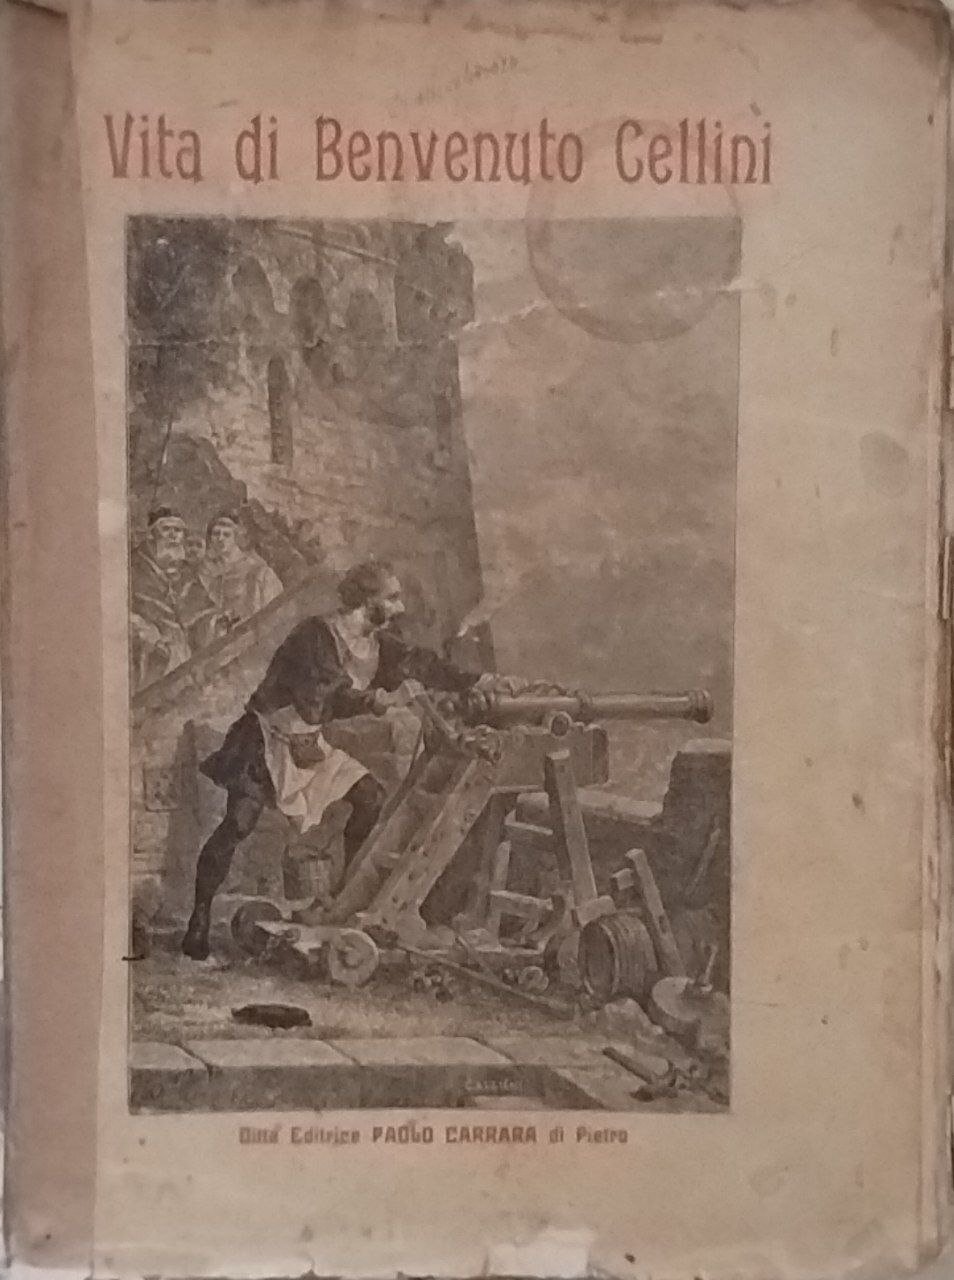 Vita di Benvenuto Cellini
Ditta Editrice PAOLO CARRARA di Pietro